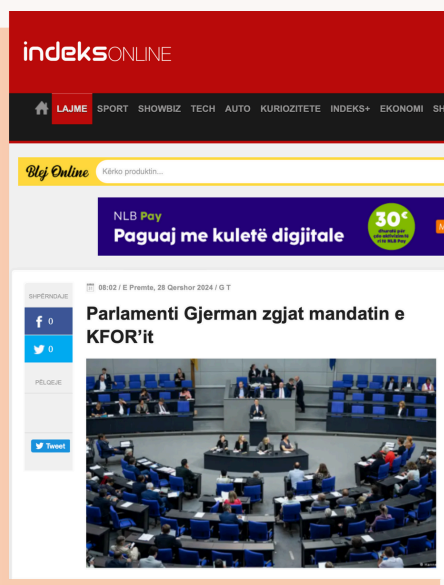 indeksONLINE
LAJME SPORT SHOWBIZ TECH AUTO KURIOZITETE INDEKS+ EKONOMI SH
Blej Online Kërko produktin...
NLB Pay
Paguaj me kuletë digjitale
30€
08:02 / E Premte, 28 Qershor 2024 / G T
SHPËRNDAJE
Parlamenti Gjerman zgjat mandatin e
KFOR'it
f 0
0
PËLQEJE
Tweet